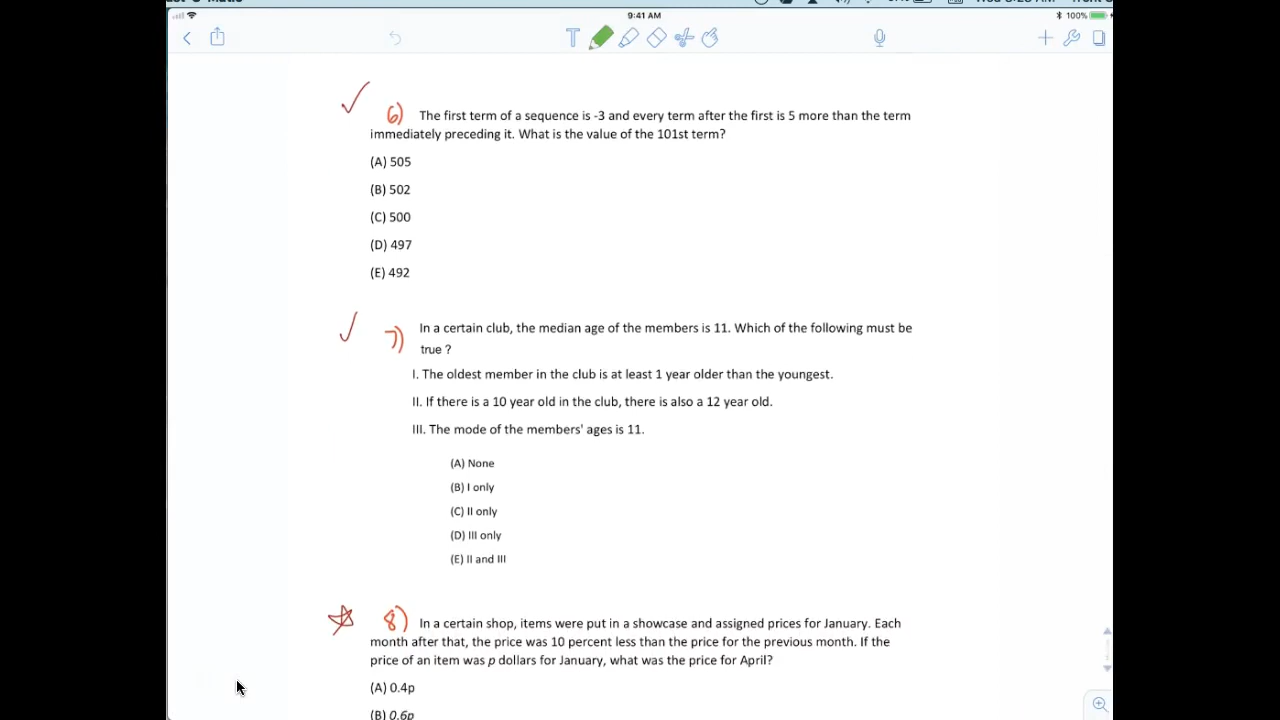 9:41 AM
100%
T
6) The first term of a sequence is -3 and every term after the first is 5 more than the term
immediately preceding it. What is the value of the 101st term?
(A) 505
(B) 502
(C) 500
(D) 497
(E) 492
7) In a certain club, the median age of the members is 11. Which of the following must be
true ?
I. The oldest member in the club is at least 1 year older than the youngest.
II. If there is a 10 year old in the club, there is also a 12 year old.
III. The mode of the members' ages is 11.
(A) None
(B) I only
(C) II only
(D) III only
(E) II and III
8) In a certain shop, items were put in a showcase and assigned prices for January. Each
month after that, the price was 10 percent less than the price for the previous month. If the
price of an item was p dollars for January, what was the price for April?
(A) 0.4p
(B) 0.6p